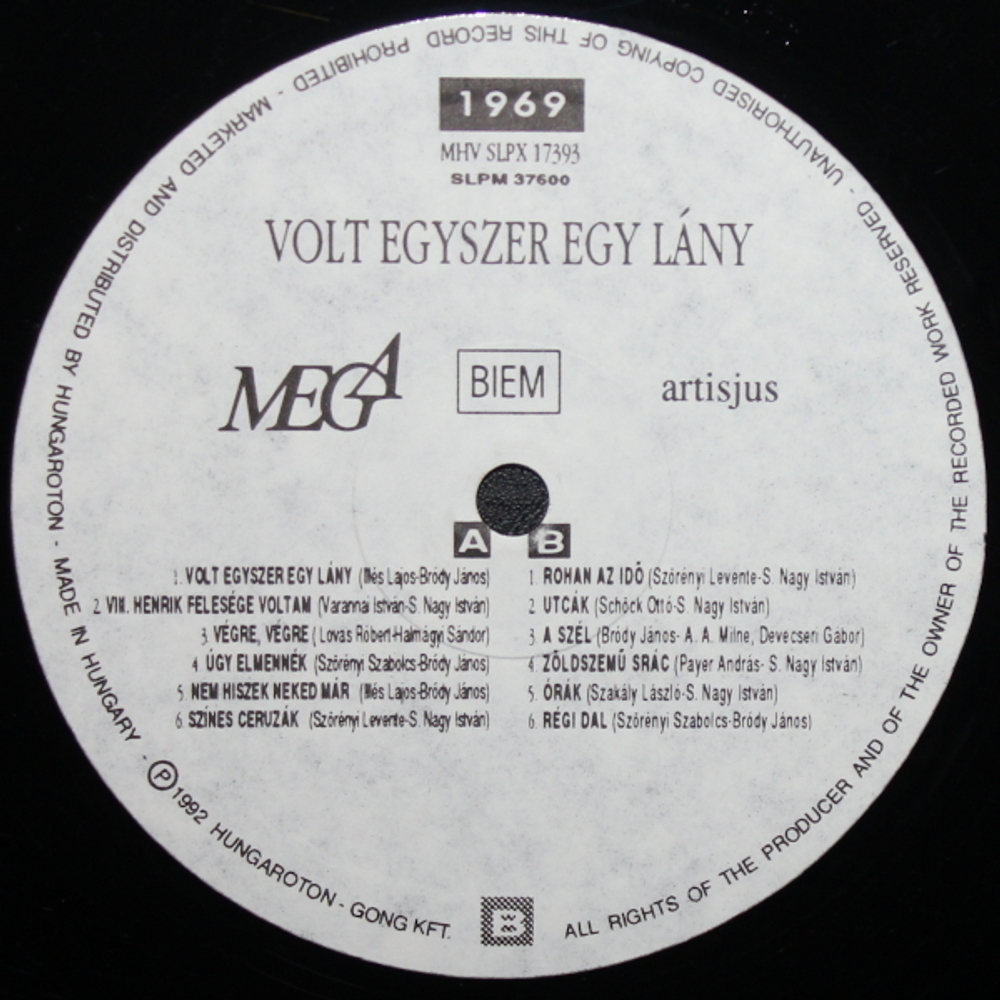 1969
MHV SLPX 17393
SLPM 37600
VOLT EGYSZER EGY LÁNY
MEGA
BIEM
artisjus
A
1. VOLT EGYSZER EGY LÁNY (Illés Lajos-Bródy János)
2. VIII. HENRIK FELESÉGE VOLTAM (Varannai István-S. Nagy István)
3. VÉGRE, VÉGRE (Lovas Róbert-Halmágyi Sándor)
4. ÚGY ELMENNÉK (Szörényi Szabolcs-Bródy János)
5. NEM HISZEK NEKED MÁR (Illés Lajos-Bródy János)
6. SZÍNES CERUZÁK (Szörényi Levente-S. Nagy István)
B
1. ROHAN AZ IDŐ (Szörényi Levente-S. Nagy István)
2. UTCÁK (Schöck Ottó-S. Nagy István)
3. A SZÉL (Bródy János- A. A. Milne, Devecseri Gábor)
4. ZÖLDSZEMŰ SRÁC (Payer András- S. Nagy István)
5. ÓRÁK (Szakály László-S. Nagy István)
6. RÉGI DAL (Szörényi Szabolcs-Bródy János)
B
ALL RIGHTS OF THE PRODUCER AND OF THE OWNER OF THE RECORDED WORK RESERVED - UNAUTHORISED COPYING OF THIS RECORD PROHIBITED - MARKETED AND DISTRIBUTED BY HUNGAROTON - MADE IN HUNGARY - Ⓟ 1992 HUNGAROTON - GONG KFT.